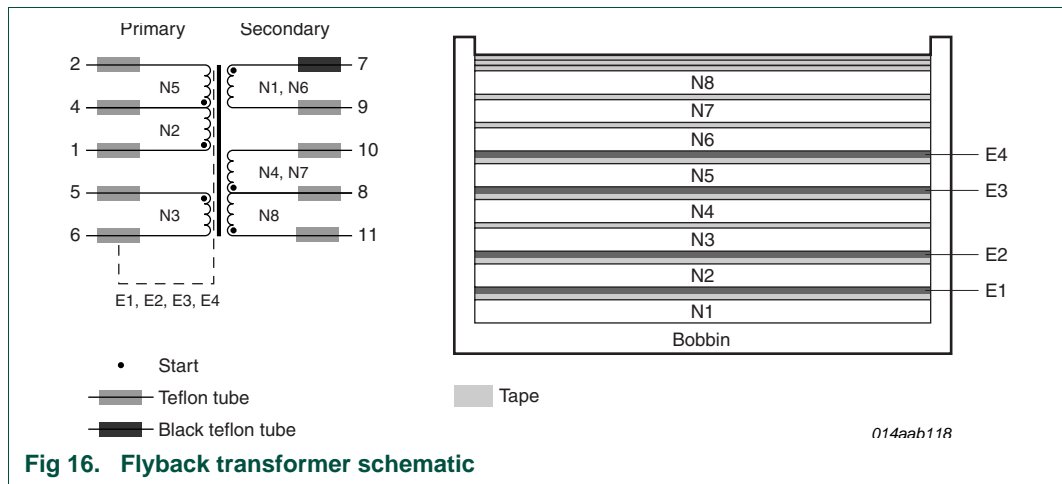 Primary Secondary
2 7
N5 N1, N6
4 9
N2
1 10
N4, N7
5 8
N3 N8
6 11
E1, E2, E3, E4
Start
Teflon tube
Black teflon tube
N8
N7
N6
E4
N5
E3
N4
N3
E2
N2
E1
N1
Bobbin
Tape
014aab118
Fig 16. Flyback transformer schematic